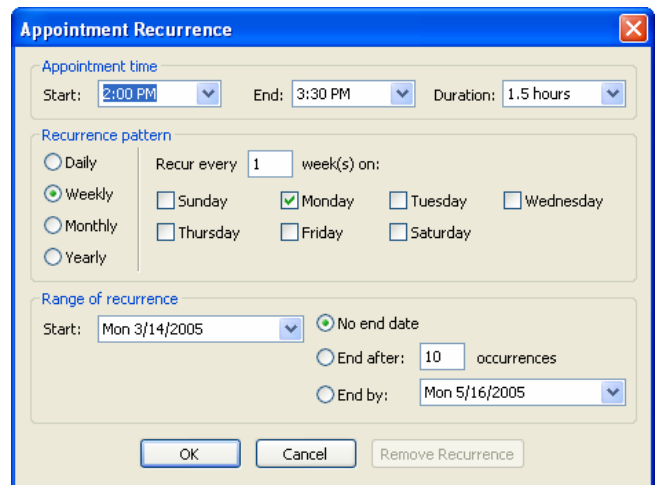 Appointment Recurrence
Appointment time
Start: 2:00 PM End: 3:30 PM Duration: 1.5 hours
Recurrence pattern
Daily Recur every 1 week(s) on:
Weekly Sunday Monday Tuesday Wednesday
Monthly Thursday Friday Saturday
Yearly
Range of recurrence
Start: Mon 3/14/2005 No end date
End after: 10 occurrences
End by: Mon 5/16/2005
OK Cancel Remove Recurrence